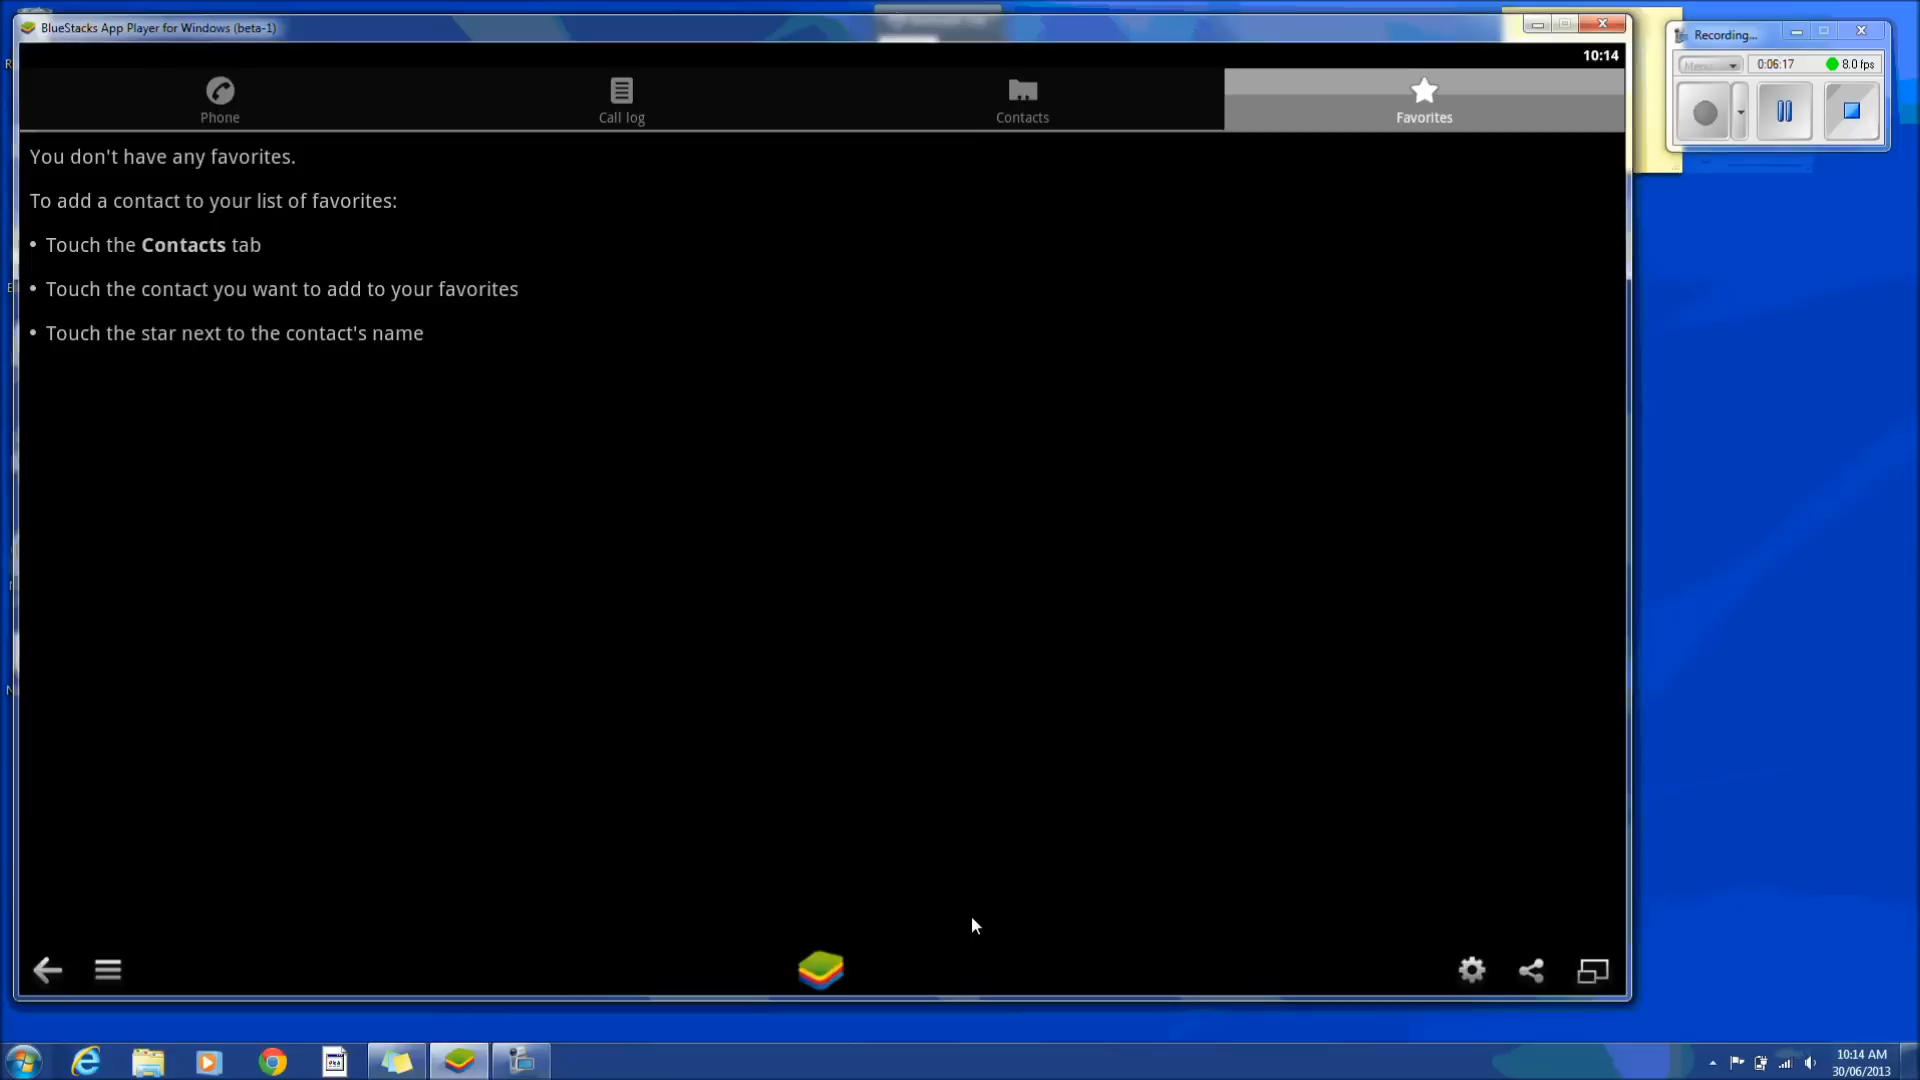 BlueStacks App Player for Windows (beta-1)
Recording...
Menu
0:06:17
8.0 fps
10:14
Phone
Call log
Contacts
Favorites
You don't have any favorites.
To add a contact to your list of favorites:
• Touch the Contacts tab
• Touch the contact you want to add to your favorites
• Touch the star next to the contact's name
10:14 AM
30/06/2013